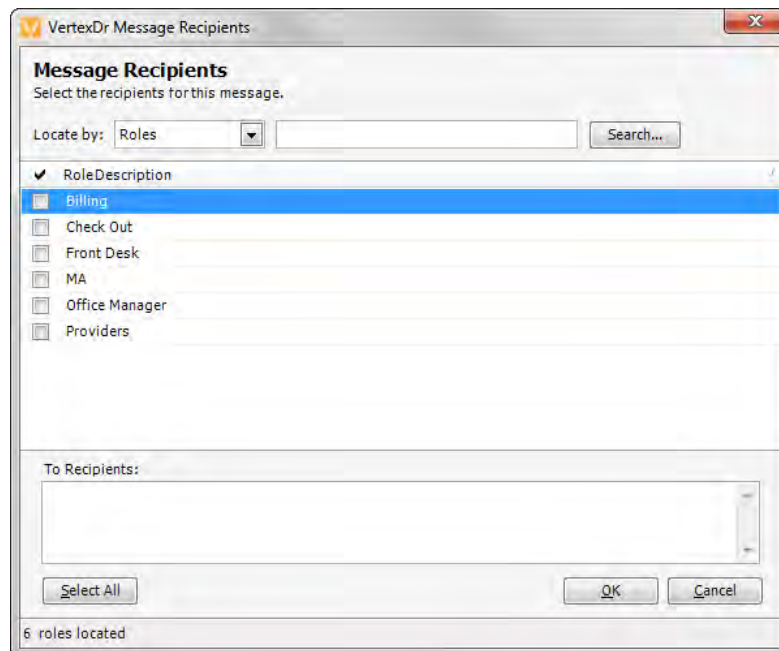 VertexDr Message Recipients
Message Recipients
Select the recipients for this message.
Locate by: Roles Search...
RoleDescription
Billing
Check Out
Front Desk
MA
Office Manager
Providers
To Recipients:
Select All OK Cancel
6 roles located